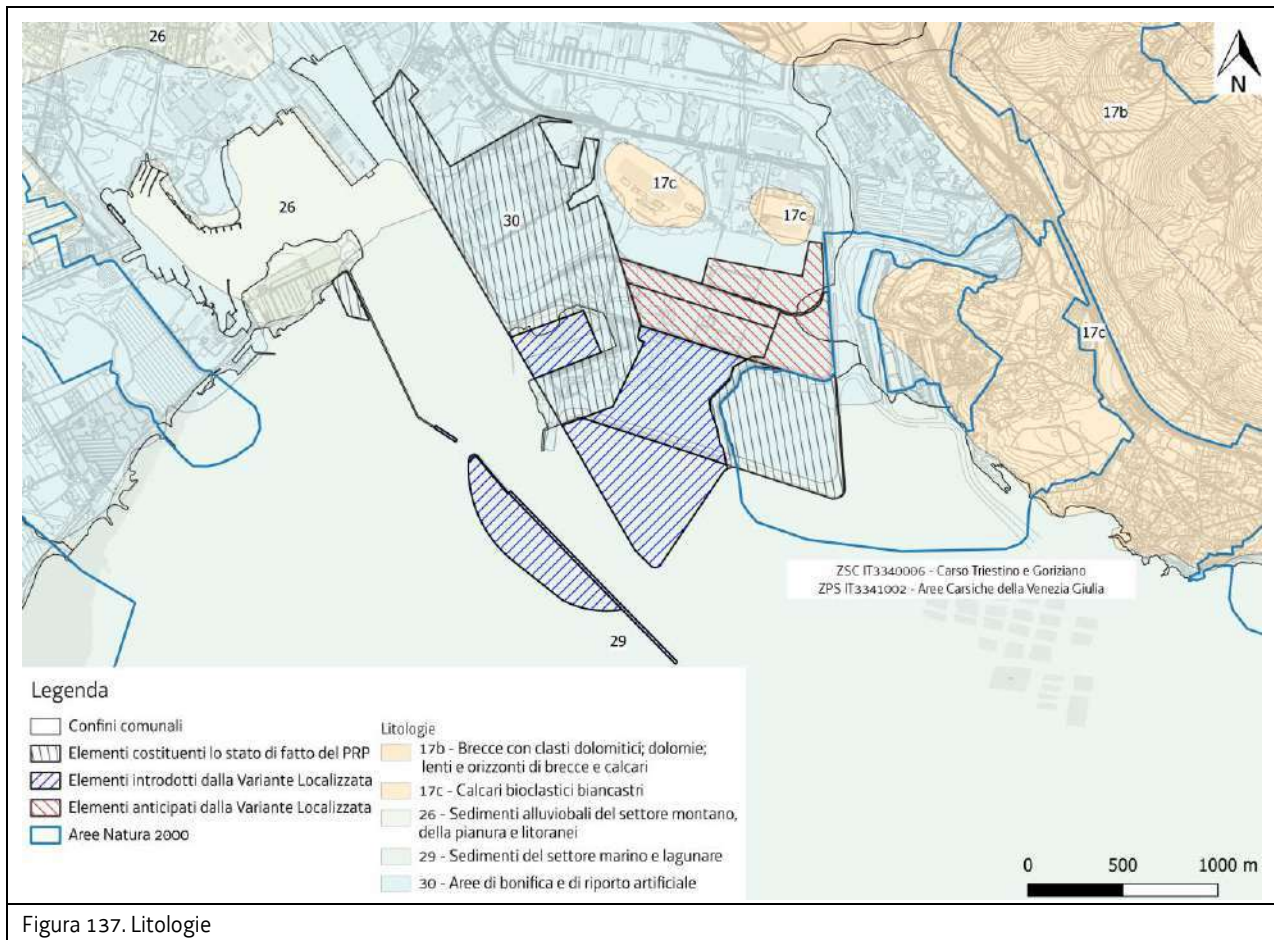 26
N
17b
17c
17c
26
30
17c
ZSC IT3340006 - Carso Triestino e Goriziano
ZPS IT3341002 - Aree Carsiche della Venezia Giulia
29
Legenda
Confini comunali
Elementi costituenti lo stato di fatto del PRP
Elementi introdotti dalla Variante Localizzata
Elementi anticipati dalla Variante Localizzata
Aree Natura 2000
Litologie
17b - Brecce con clasti dolomitici; dolomie;
lenti e orizzonti di brecce e calcari
17c - Calcari bioclastici biancastri
26 - Sedimenti alluviobali del settore montano,
della pianura e litoranei
29 - Sedimenti del settore marino e lagunare
30 - Aree di bonifica e di riporto artificiale
0 500 1000 m
Figura 137. Litologie